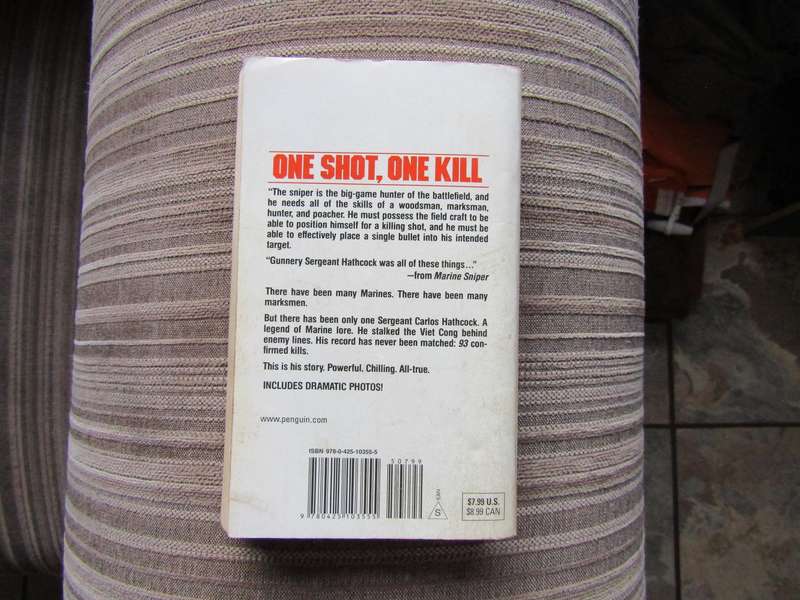 ONE SHOT, ONE KILL
“The sniper is the big-game hunter of the battlefield, and
he needs all of the skills of a woodsman, marksman,
hunter, and poacher. He must possess the field craft to be
able to position himself for a killing shot, and he must be
able to effectively place a single bullet into his intended
target.
“Gunnery Sergeant Hathcock was all of these things...”
—from Marine Sniper
There have been many Marines. There have been many
marksmen.
But there has been only one Sergeant Carlos Hathcock. A
legend of Marine lore. He stalked the Viet Cong behind
enemy lines. His record has never been matched: 93 con-
firmed kills.
This is his story. Powerful. Chilling. All-true.
INCLUDES DRAMATIC PHOTOS!
www.penguin.com
ISBN 978-0-425-10355-5
50799
9 780425 103555
EAN
S
$7.99 U.S.
$8.99 CAN